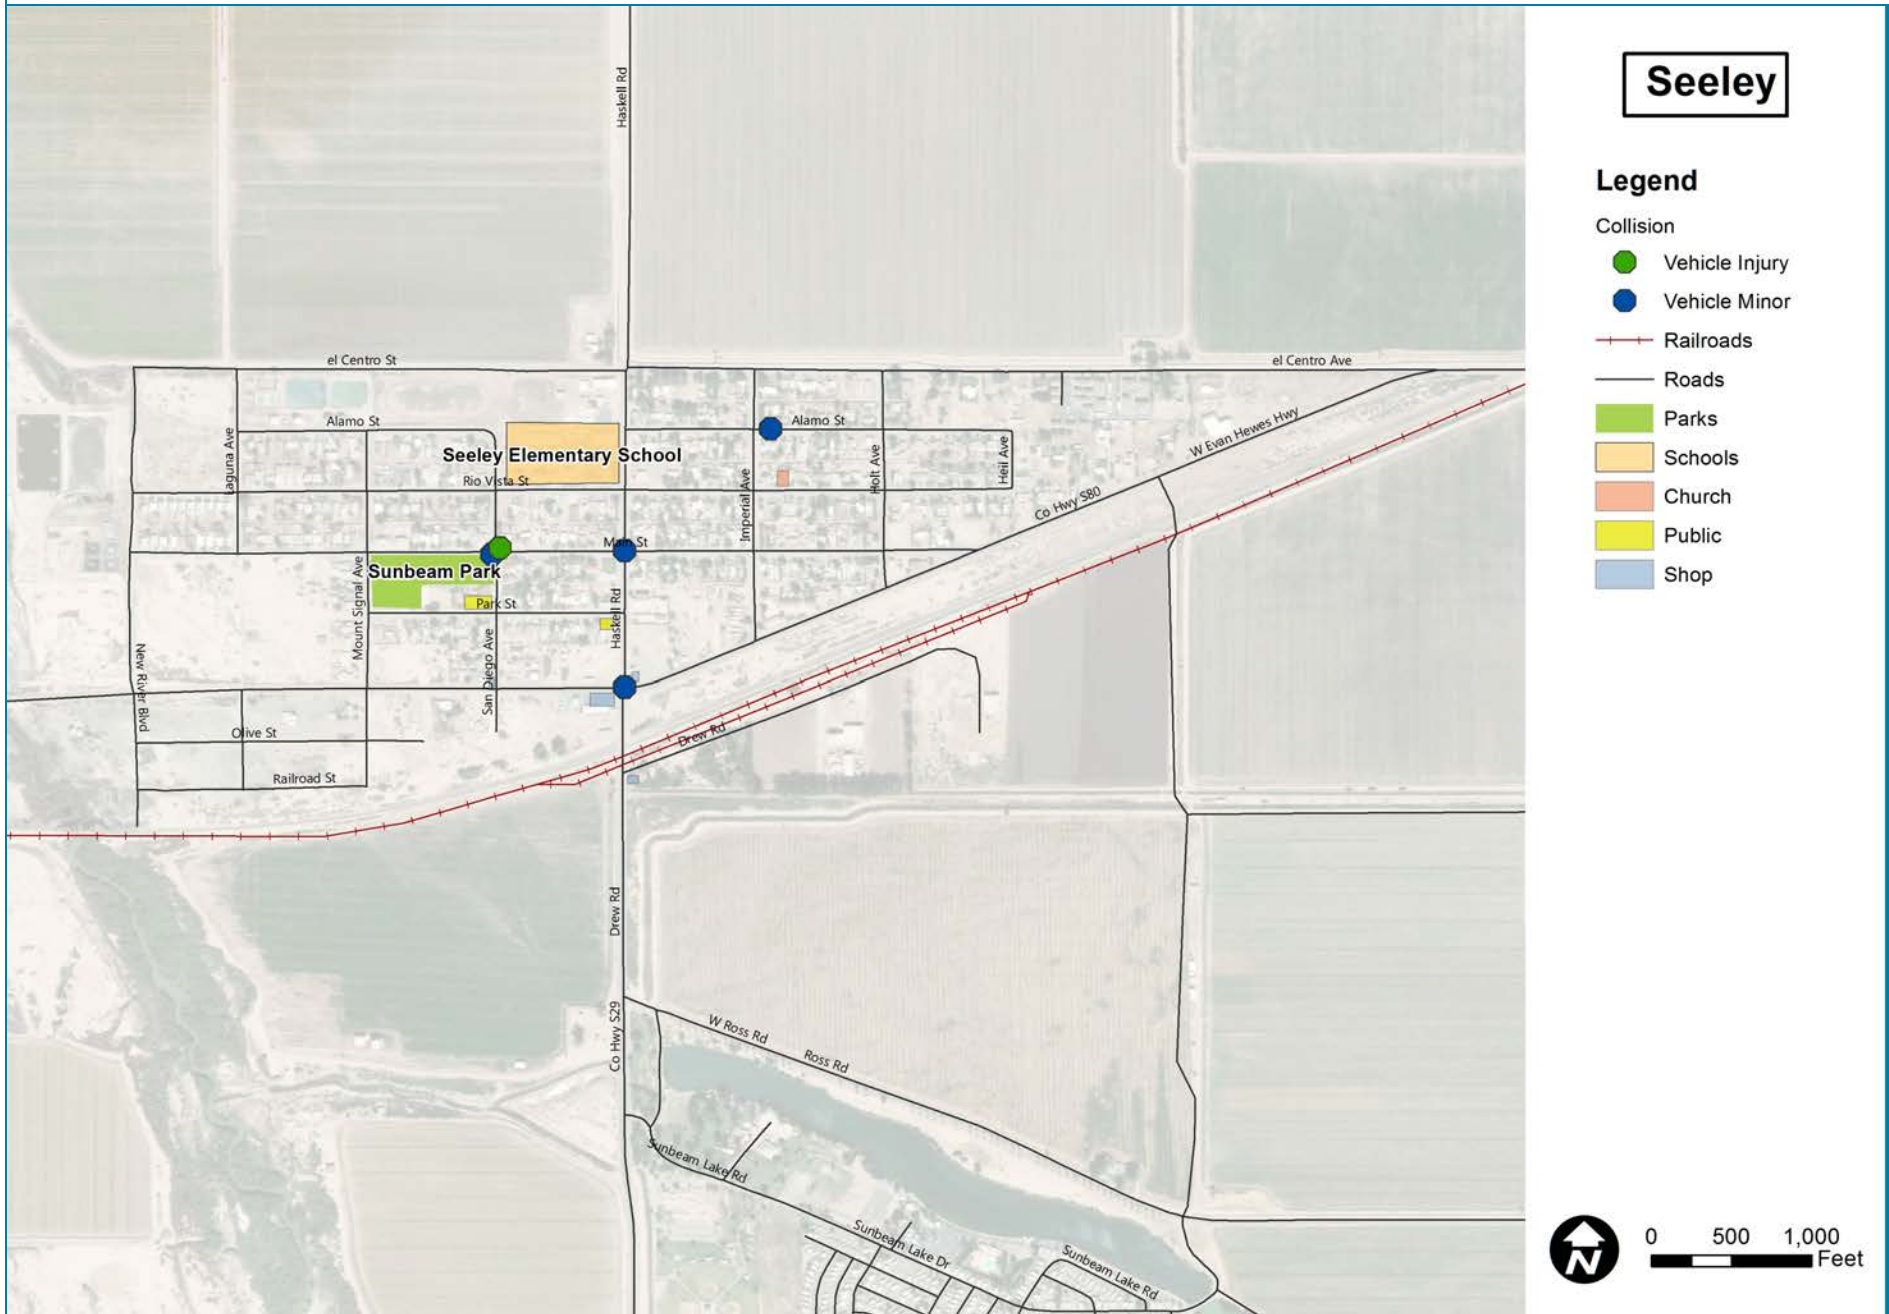 Seeley
Legend
Collision
Vehicle Injury
Vehicle Minor
Railroads
Roads
Parks
Schools
Church
Public
Shop
Haskell Rd
el Centro St
el Centro Ave
Alamo St
Alamo St
W Evan Hewes Hwy
Laguna Ave
Seeley Elementary School
Rio Vista St
Imperial Ave
Holt Ave
Heil Ave
Co Hwy S80
Main St
Sunbeam Park
Mount Signal Ave
Park St
Haskell Rd
San Diego Ave
New River Blvd
Olive St
Drew Rd
Railroad St
Drew Rd
Co Hwy S29
W Ross Rd
Ross Rd
Sunbeam Lake Rd
Sunbeam Lake Dr
Sunbeam Lake Rd
N
0 500 1,000
Feet